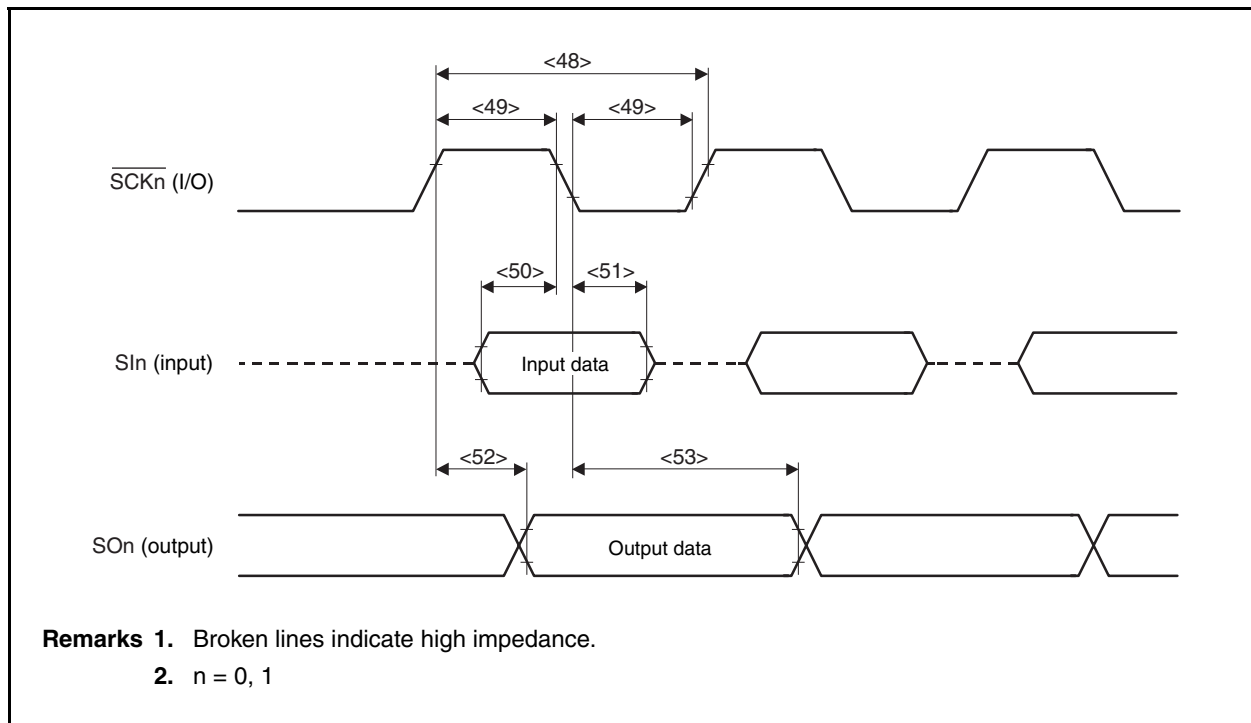 <48>
<49> <49>
SCKn (I/O)
<50> <51>
SIn (input)
Input data
<52> <53>
SOn (output)
Output data
Remarks 1. Broken lines indicate high impedance.
2. n = 0, 1